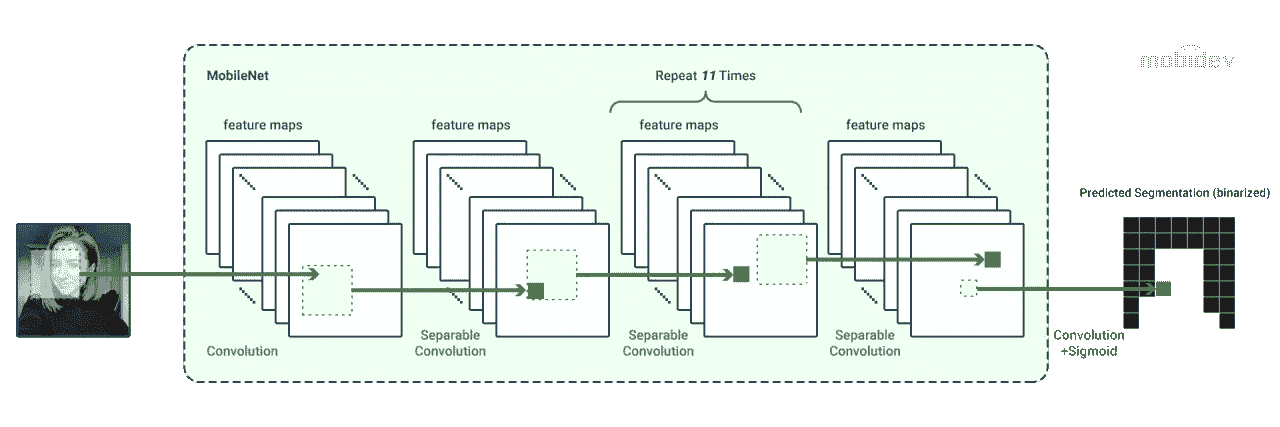 mobidev
MobileNet
Repeat 11 Times
feature maps
feature maps
feature maps
feature maps
Predicted Segmentation (binarized)
Convolution
Separable
Convolution
Separable
Convolution
Separable
Convolution
Convolution
+Sigmoid